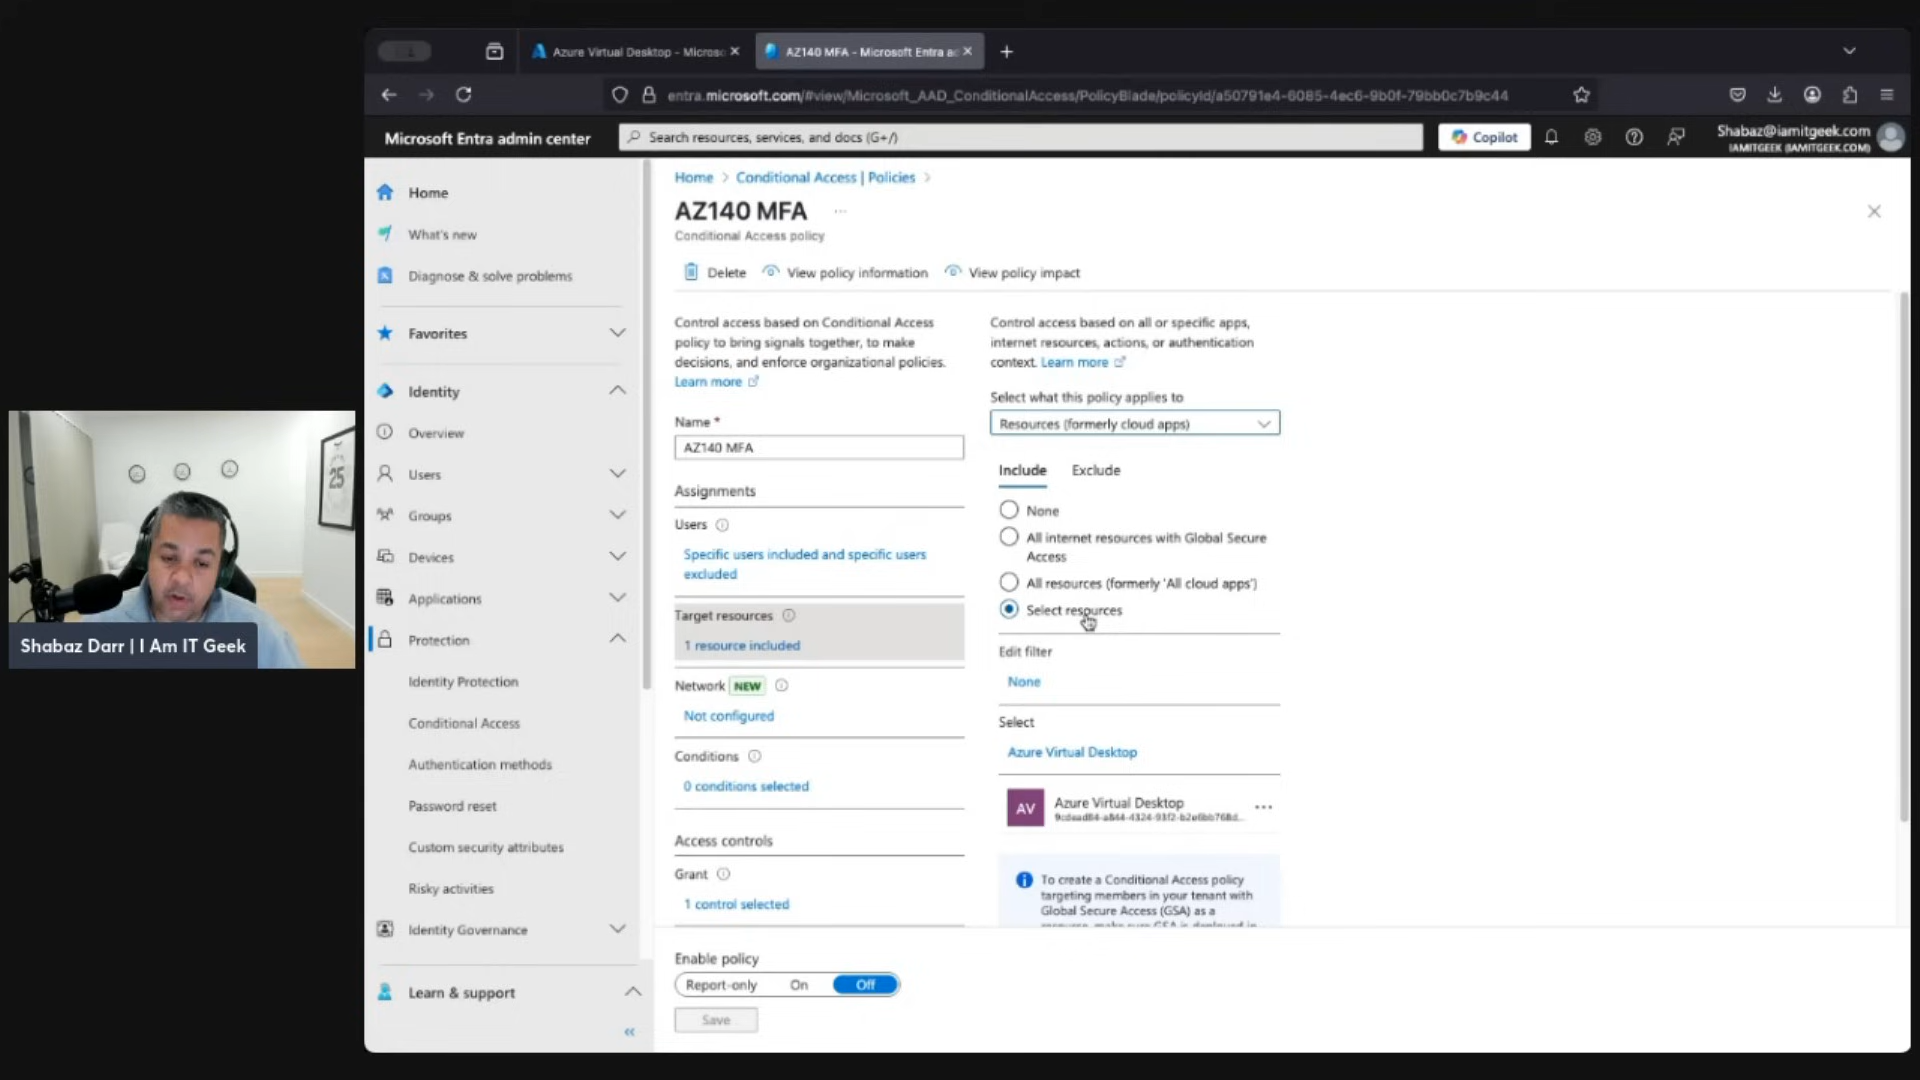 Azure Virtual Desktop - Microso
AZ140 MFA - Microsoft Entra a
entra.microsoft.com/#view/Microsoft_AAD_ConditionalAccess/PolicyBlade/policyId/a50791e4-6085-4ec6-9b0f-79bb0c7b9c44
Microsoft Entra admin center
Search resources, services, and docs (G+/)
Copilot
Shabaz@iamitgeek.com
IAMITGEEK (IAMITGEEK.COM)
Home
What's new
Diagnose & solve problems
Favorites
Identity
Overview
Users
Groups
Devices
Applications
Protection
Identity Protection
Conditional Access
Authentication methods
Password reset
Custom security attributes
Risky activities
Identity Governance
Learn & support
«
Home > Conditional Access | Policies >
AZ140 MFA ...
Conditional Access policy
Delete
View policy information
View policy impact
Control access based on Conditional Access
policy to bring signals together, to make
decisions, and enforce organizational policies.
Learn more
Name *
AZ140 MFA
Assignments
Users
Specific users included and specific users
excluded
Target resources
1 resource included
Network NEW
Not configured
Conditions
0 conditions selected
Access controls
Grant
1 control selected
Control access based on all or specific apps,
internet resources, actions, or authentication
context. Learn more
Select what this policy applies to
Resources (formerly cloud apps)
Include Exclude
None
All internet resources with Global Secure
Access
All resources (formerly 'All cloud apps')
Select resources
Edit filter
None
Select
Azure Virtual Desktop
AV
Azure Virtual Desktop
...
To create a Conditional Access policy
targeting members in your tenant with
Global Secure Access (GSA) as a
Enable policy
Report-only On Off
Save
25
Shabaz Darr | I Am IT Geek